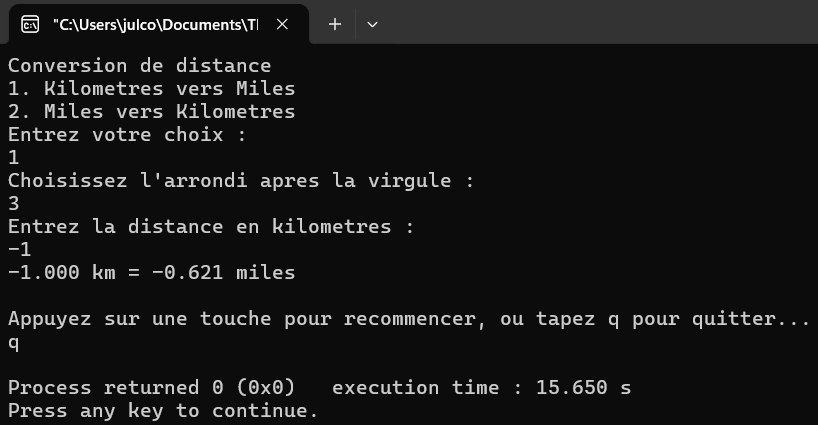 "C:\Users\julco\Documents\T
Conversion de distance
1. Kilometres vers Miles
2. Miles vers Kilometres
Entrez votre choix :
1
Choisissez l'arrondi apres la virgule :
3
Entrez la distance en kilometres :
-1
-1.000 km = -0.621 miles
Appuyez sur une touche pour recommencer, ou tapez q pour quitter...
q
Process returned 0 (0x0)   execution time : 15.650 s
Press any key to continue.